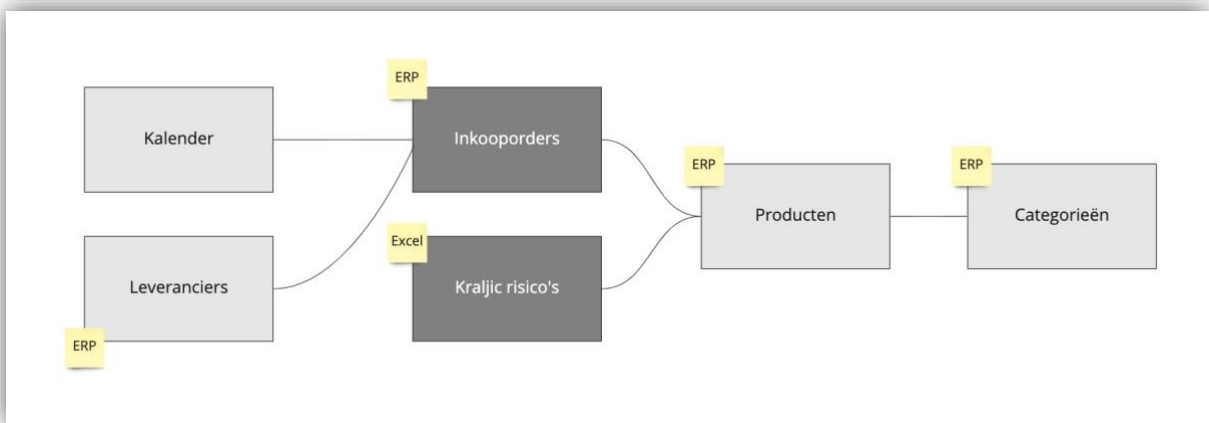 ERP
Kalender
Inkooporders
ERP
Producten
ERP
Categorieën
Leveranciers
ERP
Excel
Kraljic risico's